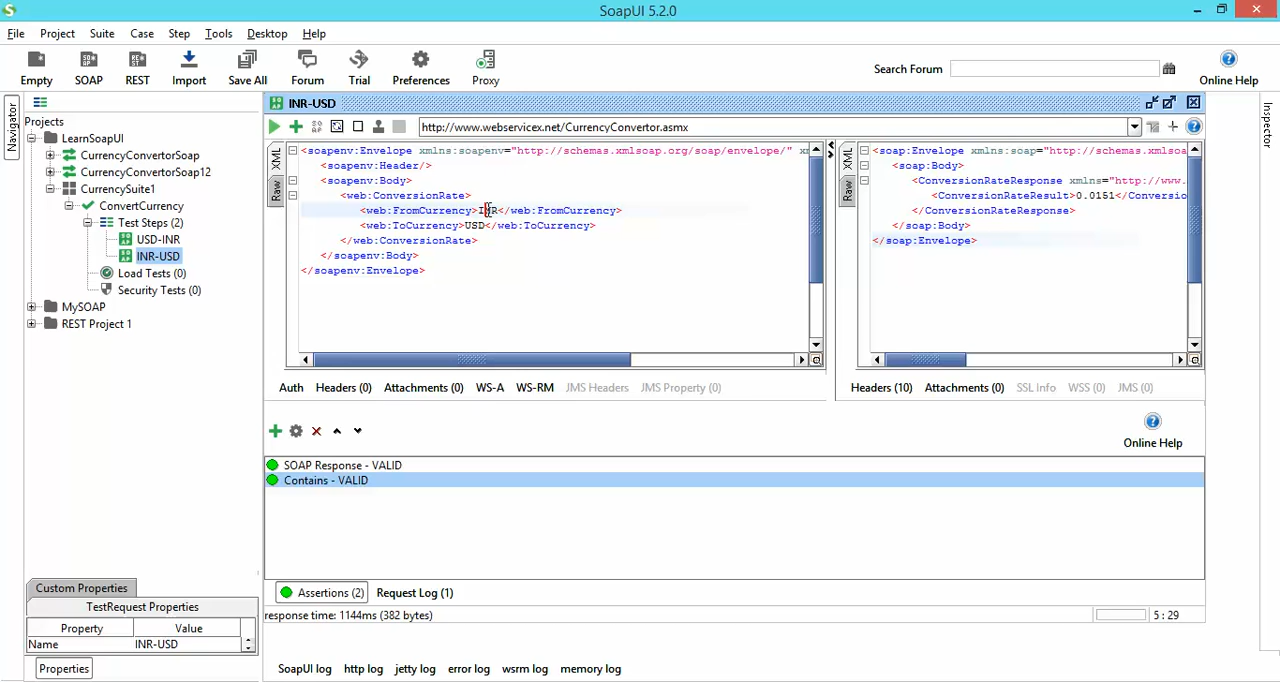 SoapUI 5.2.0
File Project Suite Case Step Tools Desktop Help
Empty SOAP REST Import Save All Forum Trial Preferences Proxy Search Forum Online Help
Navigator
Projects
LearnSoapUI
CurrencyConvertorSoap
CurrencyConvertorSoap12
CurrencySuite1
ConvertCurrency
Test Steps (2)
USD-INR
INR-USD
Load Tests (0)
Security Tests (0)
MySOAP
REST Project 1
Custom Properties
TestRequest Properties
Property Value
Name INR-USD
Properties
INR-USD
http://www.webservicex.net/CurrencyConvertor.asmx
XML
Raw
<soapenv:Envelope xmlns:soapenv="http://schemas.xmlsoap.org/soap/envelope/" xm
<soapenv:Header/>
<soapenv:Body>
<web:ConversionRate>
<web:FromCurrency>INR</web:FromCurrency>
<web:ToCurrency>USD</web:ToCurrency>
</web:ConversionRate>
</soapenv:Body>
</soapenv:Envelope>
XML
Raw
<soap:Envelope xmlns:soap="http://schemas.xmlsoa
<soap:Body>
<ConversionRateResponse xmlns="http://www.
<ConversionRateResult>0.0151</Conversio
</ConversionRateResponse>
</soap:Body>
</soap:Envelope>
Auth Headers (0) Attachments (0) WS-A WS-RM JMS Headers JMS Property (0)
Headers (10) Attachments (0) SSL Info WSS (0) JMS (0)
Online Help
SOAP Response - VALID
Contains - VALID
Assertions (2) Request Log (1)
response time: 1144ms (382 bytes) 5 : 29
SoapUI log http log jetty log error log wsrm log memory log
Inspector